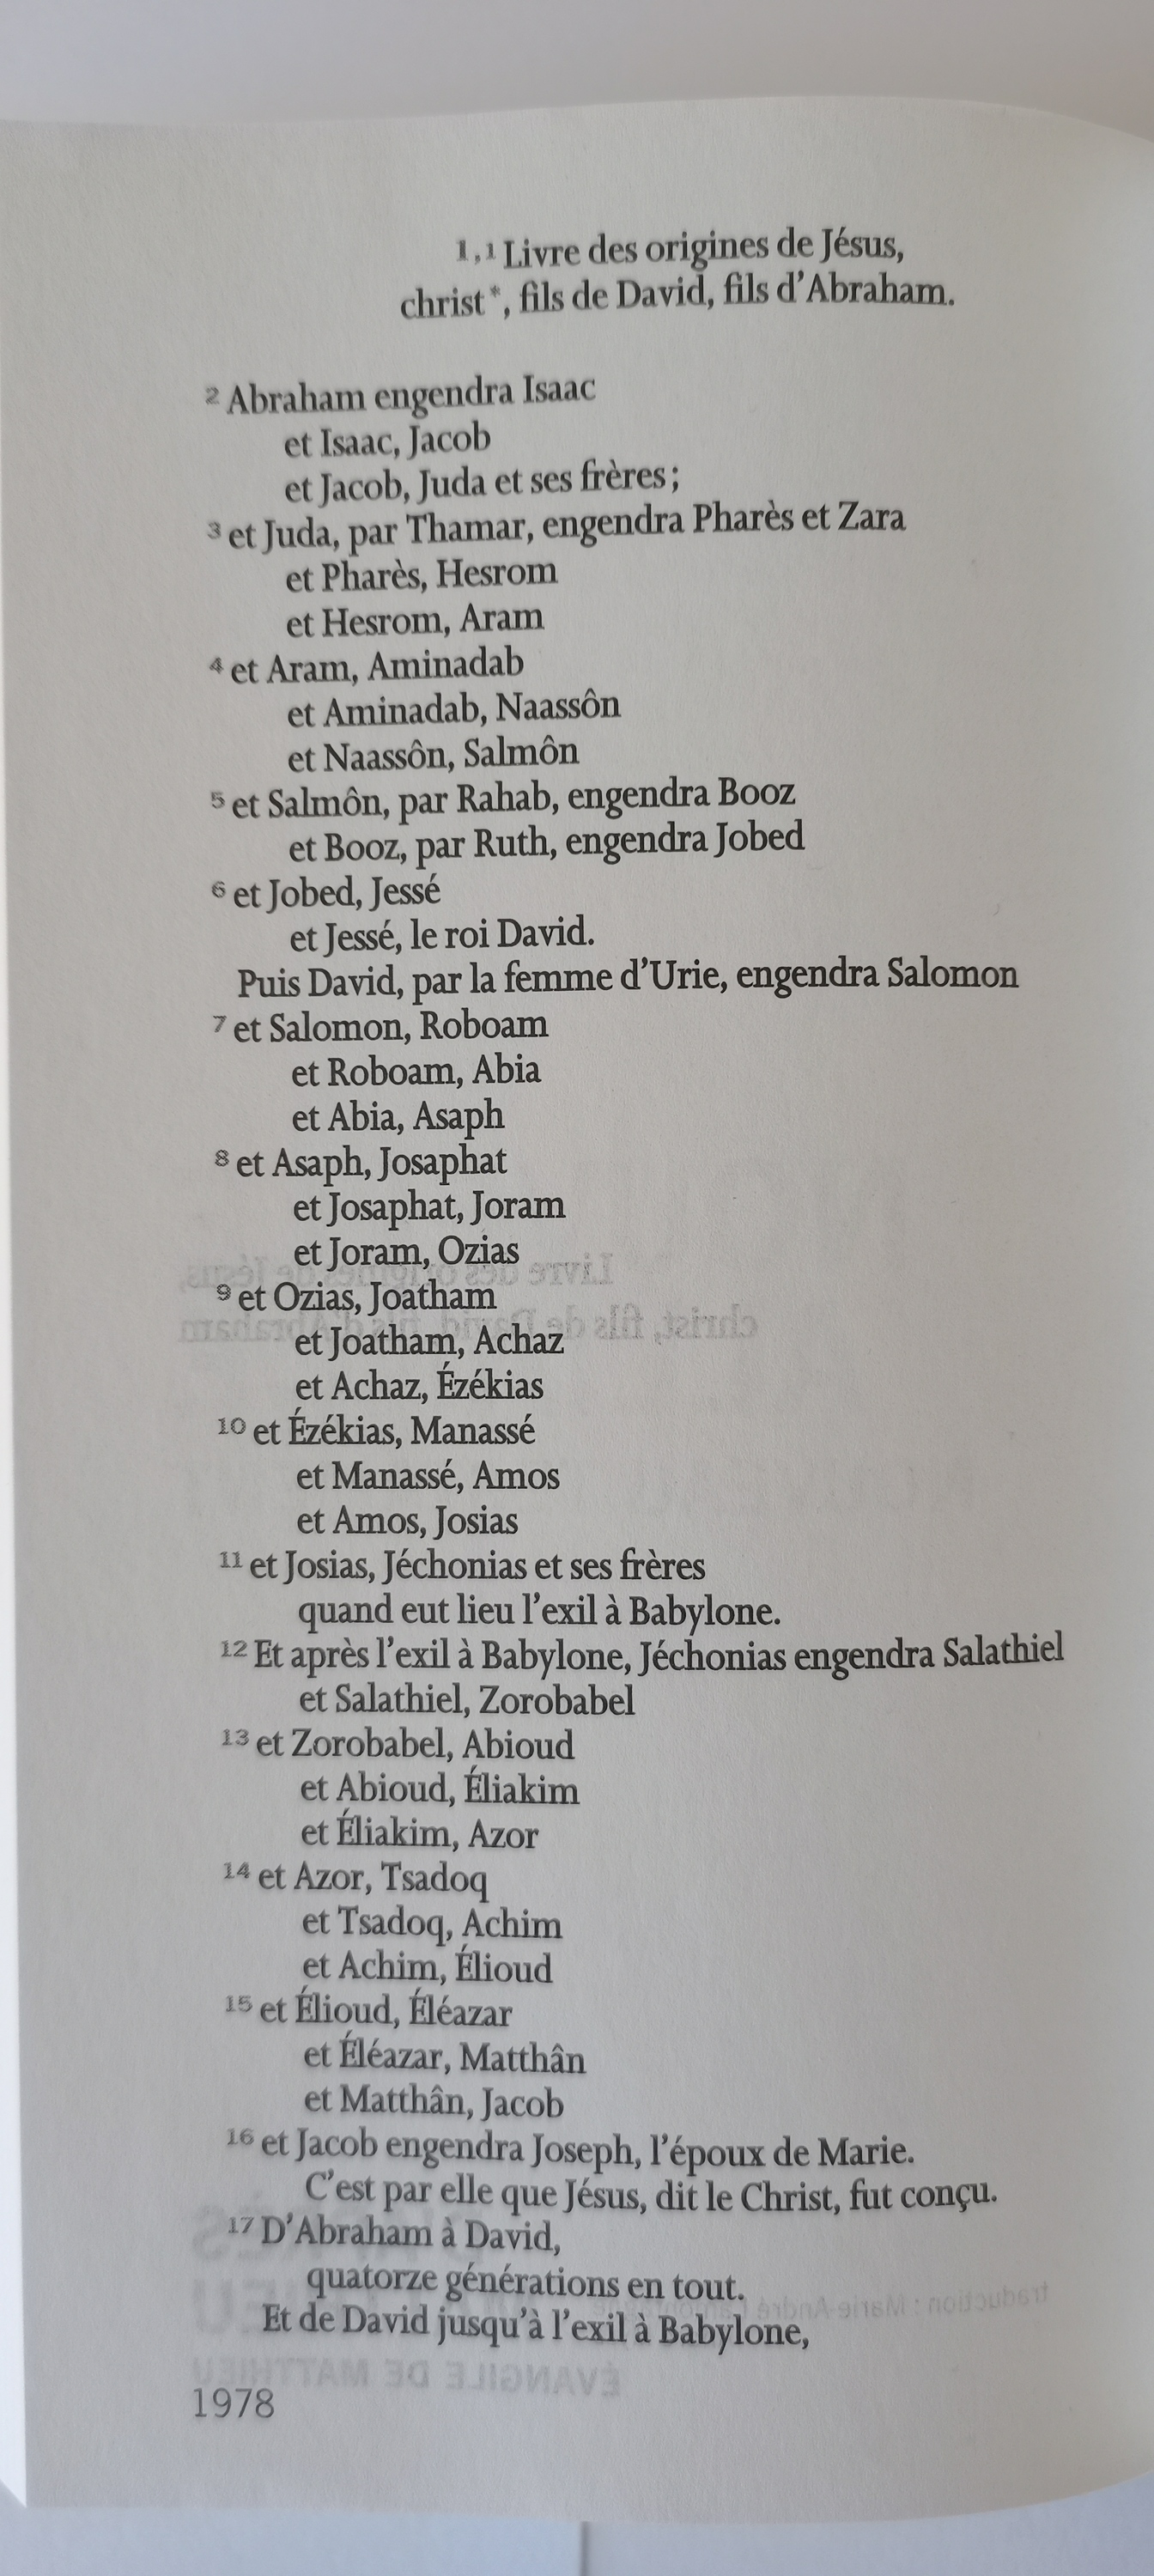 1,1 Livre des origines de Jésus,
christ*, fils de David, fils d'Abraham.
2 Abraham engendra Isaac
et Isaac, Jacob
et Jacob, Juda et ses frères ;
3 et Juda, par Thamar, engendra Pharès et Zara
et Pharès, Hesrom
et Hesrom, Aram
4 et Aram, Aminadab
et Aminadab, Naassôn
et Naassôn, Salmôn
5 et Salmôn, par Rahab, engendra Booz
et Booz, par Ruth, engendra Jobed
6 et Jobed, Jessé
et Jessé, le roi David.
Puis David, par la femme d'Urie, engendra Salomon
7 et Salomon, Roboam
et Roboam, Abia
et Abia, Asaph
8 et Asaph, Josaphat
et Josaphat, Joram
et Joram, Ozias
9 et Ozias, Joatham
et Joatham, Achaz
et Achaz, Ézékias
10 et Ézékias, Manassé
et Manassé, Amos
et Amos, Josias
11 et Josias, Jéchonias et ses frères
quand eut lieu l'exil à Babylone.
12 Et après l'exil à Babylone, Jéchonias engendra Salathiel
et Salathiel, Zorobabel
13 et Zorobabel, Abioud
et Abioud, Éliakim
et Éliakim, Azor
14 et Azor, Tsadoq
et Tsadoq, Achim
et Achim, Élioud
15 et Élioud, Éléazar
et Éléazar, Matthân
et Matthân, Jacob
16 et Jacob engendra Joseph, l'époux de Marie.
C'est par elle que Jésus, dit le Christ, fut conçu.
17 D'Abraham à David,
quatorze générations en tout.
Et de David jusqu'à l'exil à Babylone,
1978